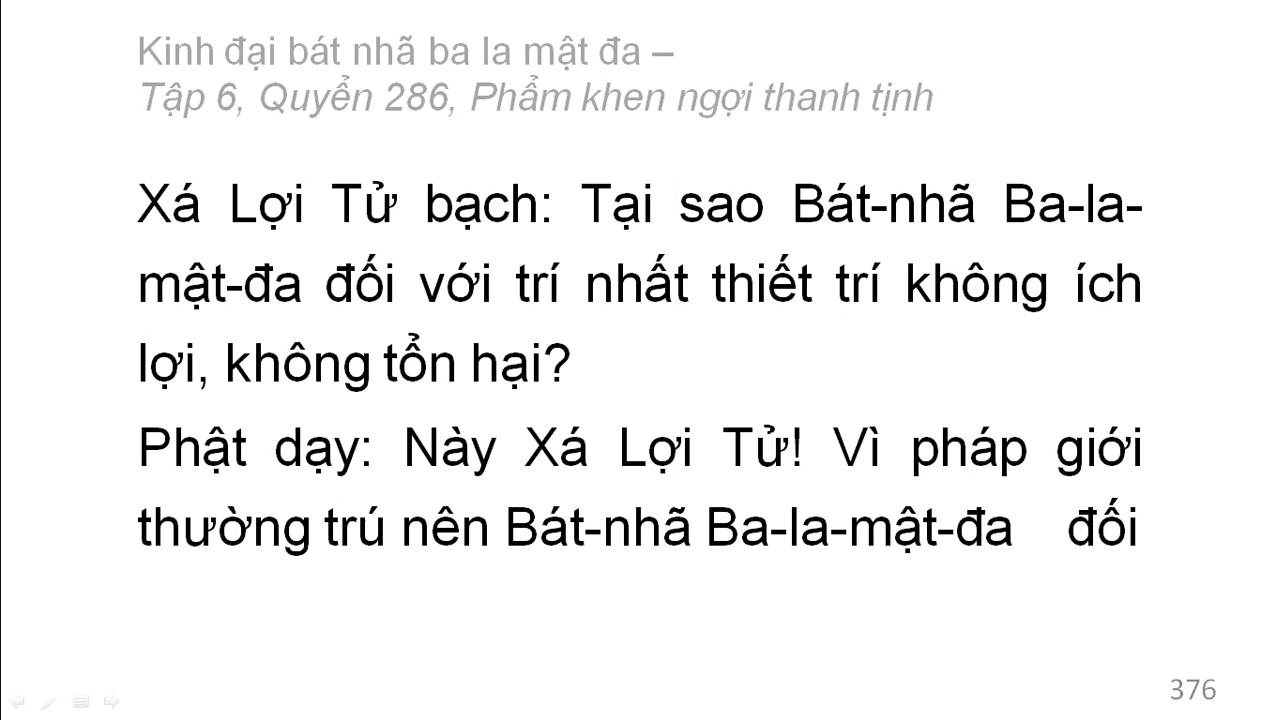 Kinh đại bát nhã ba la mật đa –
Tập 6, Quyển 286, Phẩm khen ngợi thanh tịnh
Xá Lợi Tử bạch: Tại sao Bát-nhã Ba-la-
mật-đa đối với trí nhất thiết trí không ích
lợi, không tổn hại?
Phật dạy: Này Xá Lợi Tử! Vì pháp giới
thường trú nên Bát-nhã Ba-la-mật-đa đối
376